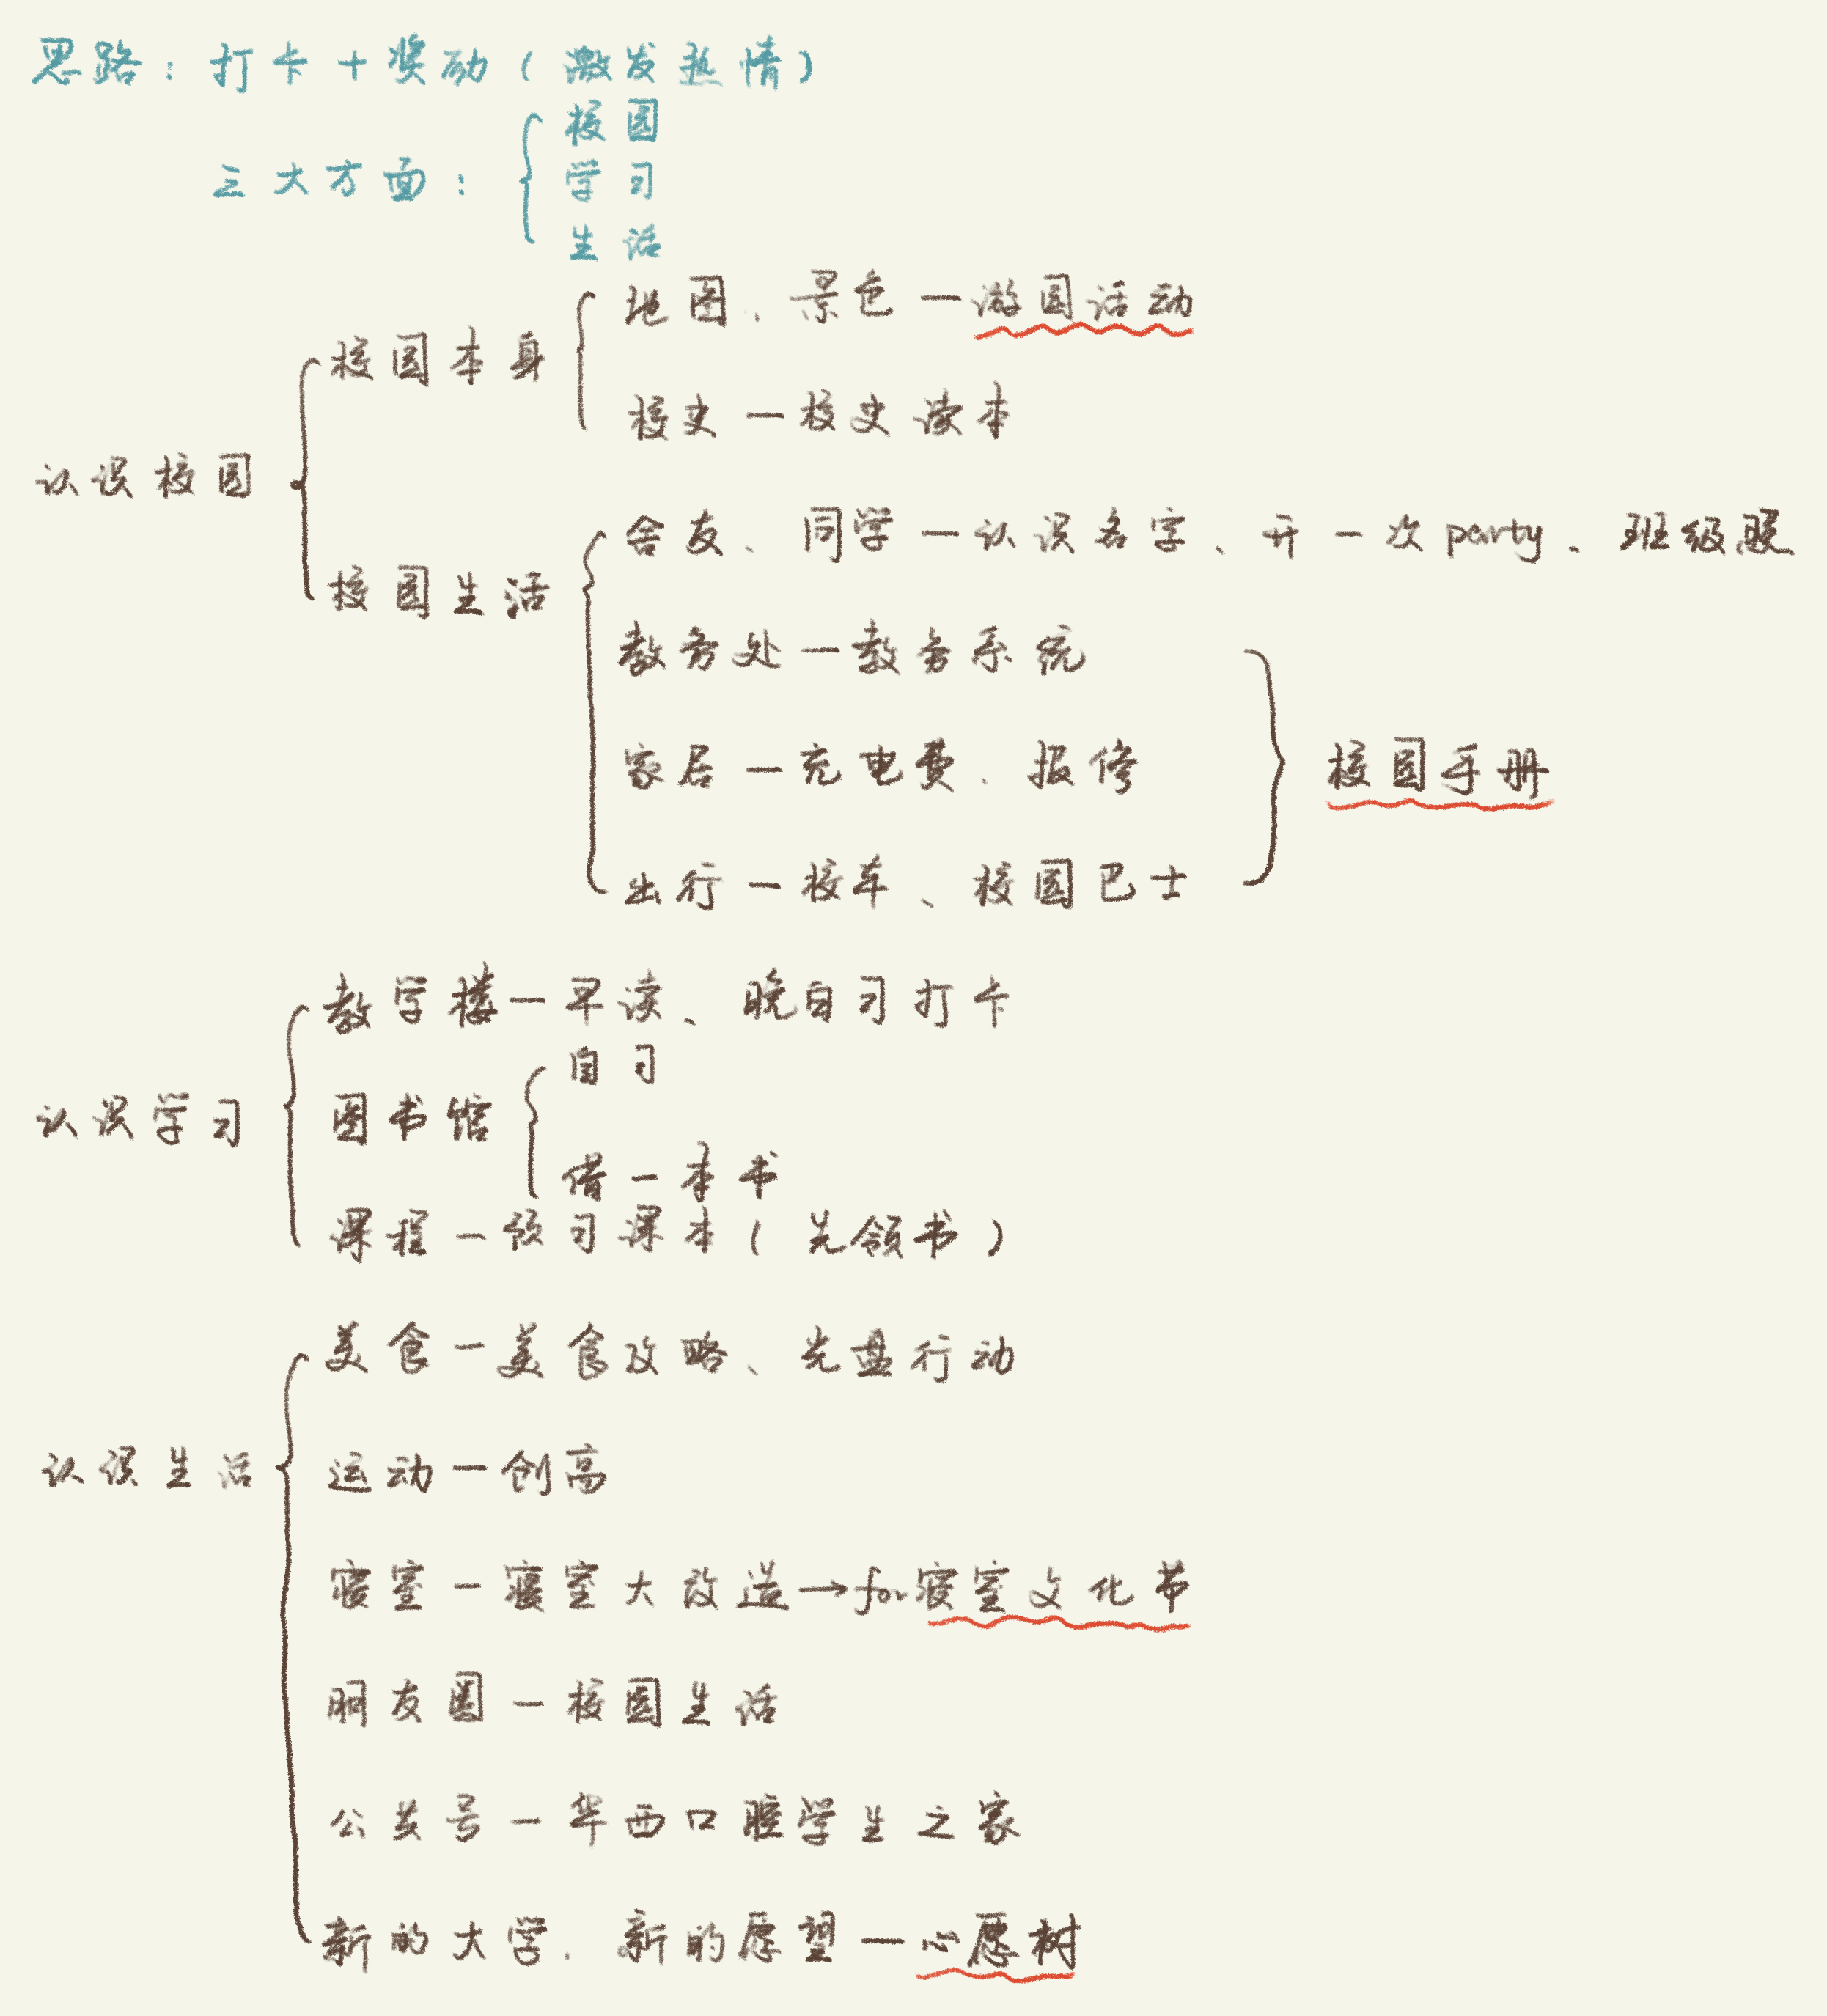 思路：打卡+奖励（激发热情）
校园
三大方面：
学习
生活
地图、景色—游园活动
校园本身
校史—校史读本
认识校园
舍友、同学—认识名字、开一次party、班级照
校园生活
教务处—教务系统
家居—充电费、报修
校园手册
出行—校车、校园巴士
教学楼—早读、晚自习打卡
自习
认识学习
图书馆
借一本书
课程—预习课本（先领书）
美食—美食攻略、光盘行动
认识生活
运动—创高
寝室—寝室大改造→for寝室文化节
朋友圈—校园生活
公关号—华西口腔学生之家
新的大学、新的愿望—心愿树